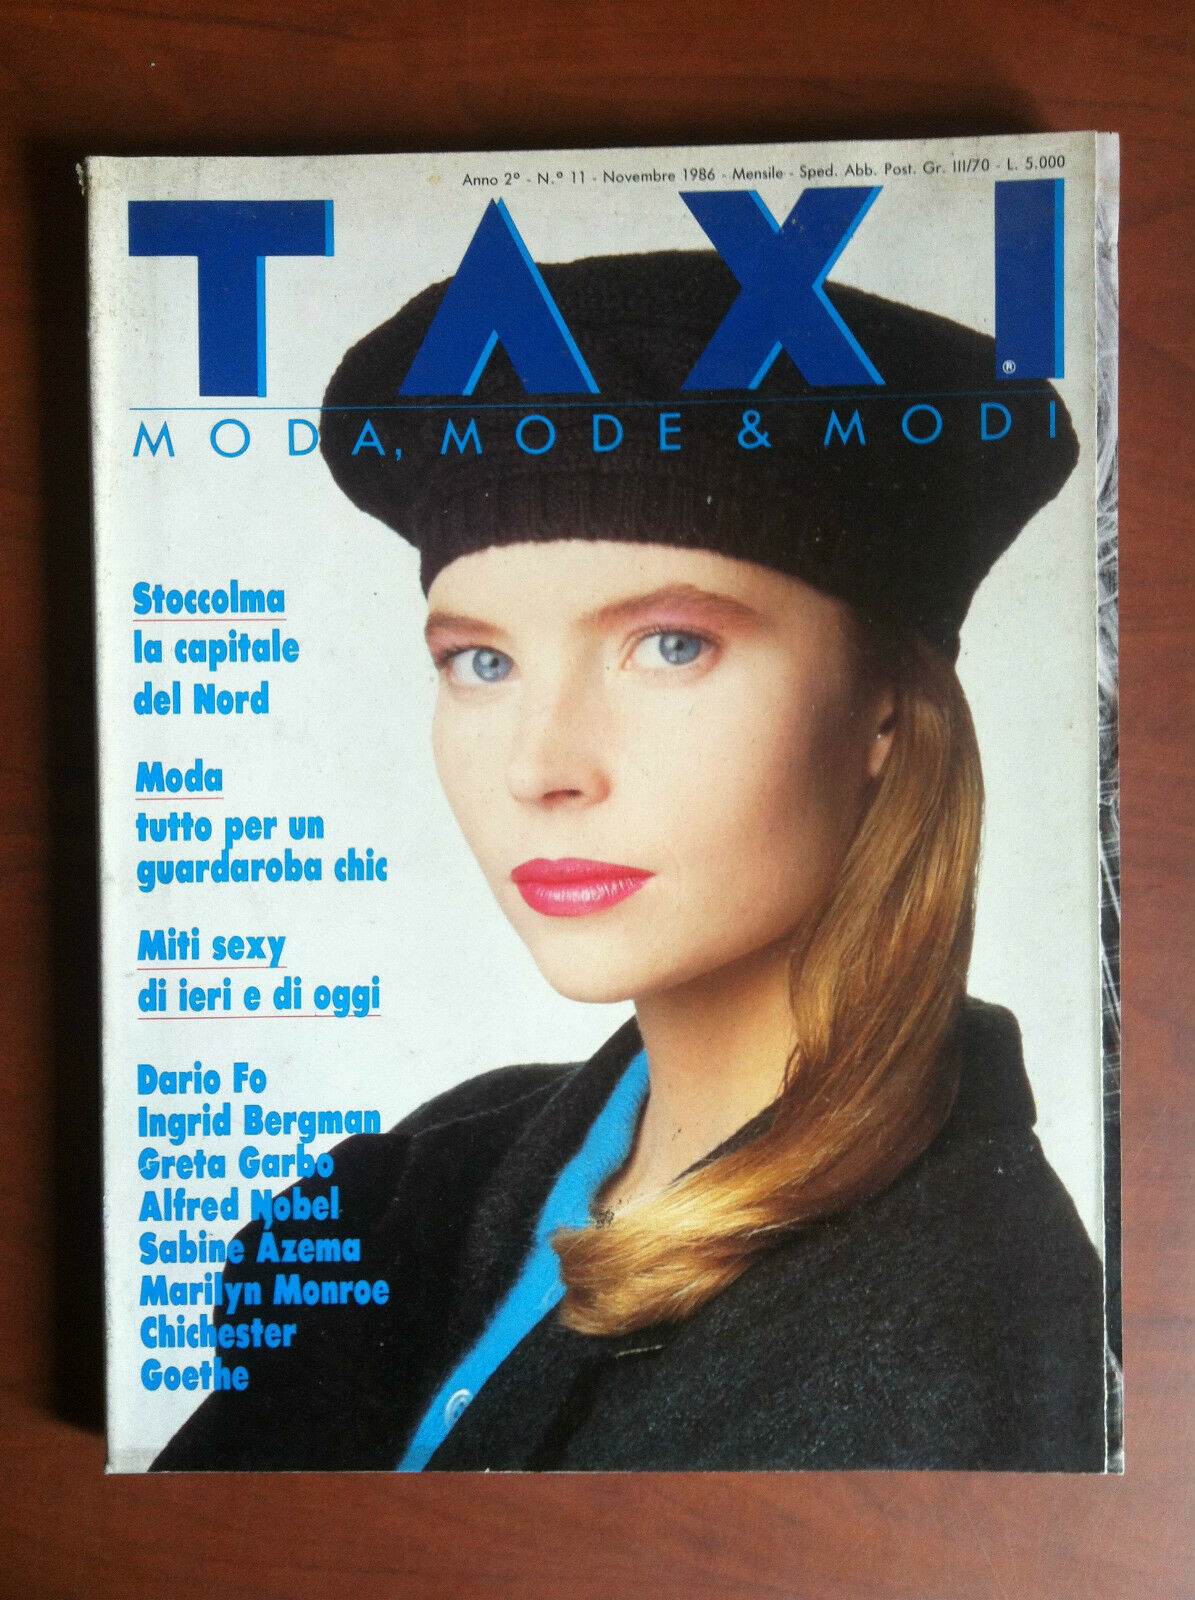 Anno 2° - N.° 11 - Novembre 1986 - Mensile - Sped. Abb. Post. Gr. III/70 - L. 5.000
TAXI®
MODA, MODE & MODI
Stoccolma
la capitale
del Nord
Moda
tutto per un
guardaroba chic
Miti sexy
di ieri e di oggi
Dario Fo
Ingrid Bergman
Greta Garbo
Alfred Nobel
Sabine Ázema
Marilyn Monroe
Chichester
Goethe